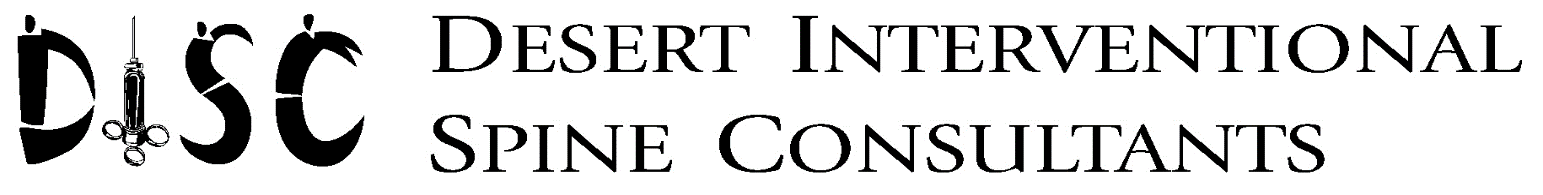 DISC
DESERT INTERVENTIONAL
SPINE CONSULTANTS